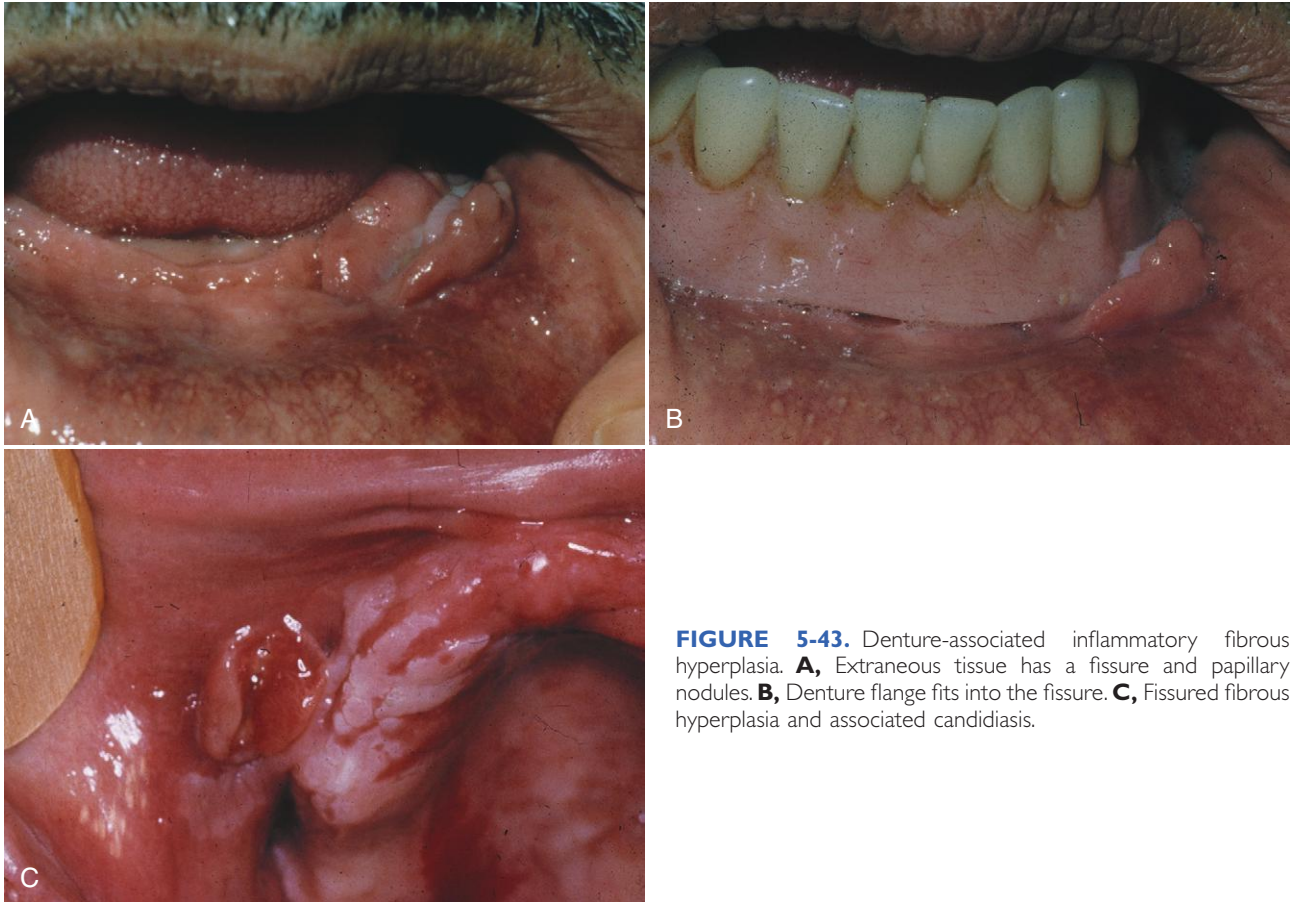 A
B
C
FIGURE 5-43. Denture-associated inflammatory fibrous
hyperplasia. A, Extraneous tissue has a fissure and papillary
nodules. B, Denture flange fits into the fissure. C, Fissured fibrous
hyperplasia and associated candidiasis.